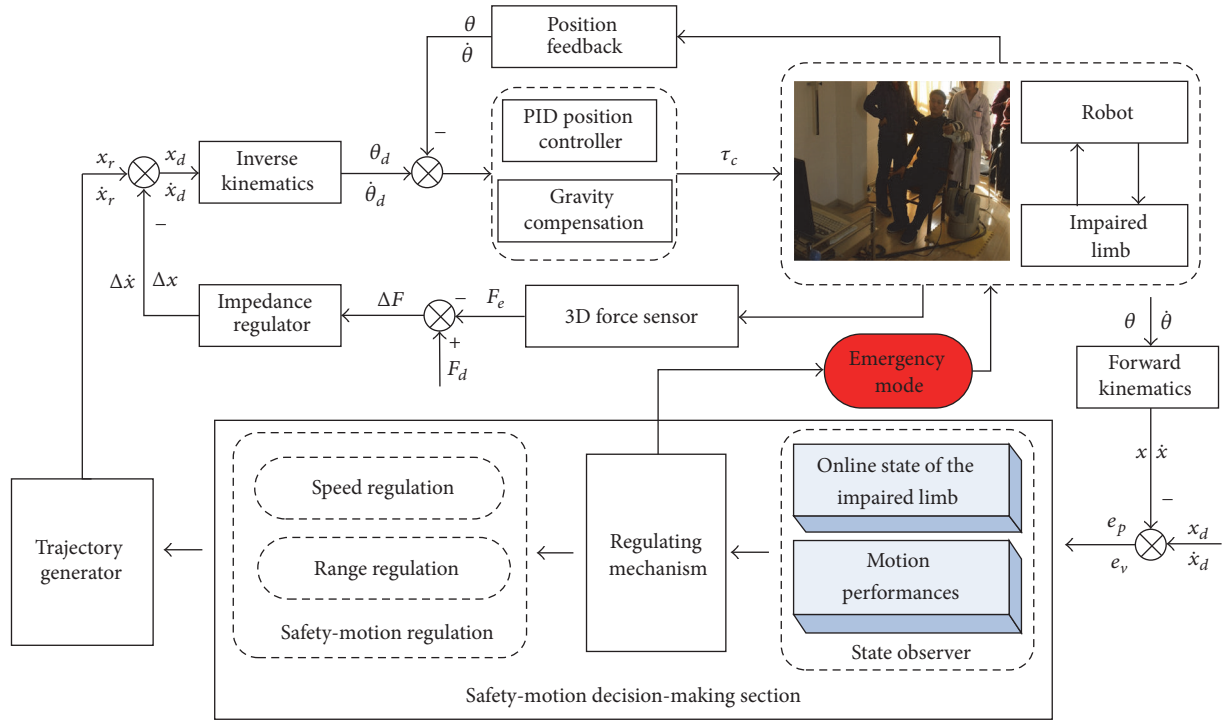 θ
θ̇
Position
feedback
−
PID position
controller
Gravity
compensation
τ_c
Robot
Impaired
limb
x_r
ẋ_r
x_d
ẋ_d
Inverse
kinematics
θ_d
θ̇_d
−
Δẋ
Δx
Impedance
regulator
ΔF
−
+
F_d
F_e
3D force sensor
θ
θ̇
Emergency
mode
Forward
kinematics
x
ẋ
−
e_p
e_v
x_d
ẋ_d
Trajectory
generator
Speed regulation
Range regulation
Safety-motion regulation
Regulating
mechanism
Online state of the
impaired limb
Motion
performances
State observer
Safety-motion decision-making section